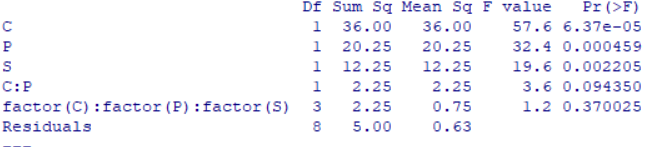 Df Sum Sq Mean Sq F value Pr(>F)
C 1 36.00 36.00 57.6 6.37e-05
P 1 20.25 20.25 32.4 0.000459
S 1 12.25 12.25 19.6 0.002205
C:P 1 2.25 2.25 3.6 0.094350
factor(C):factor(P):factor(S) 3 2.25 0.75 1.2 0.370025
Residuals 8 5.00 0.63
---